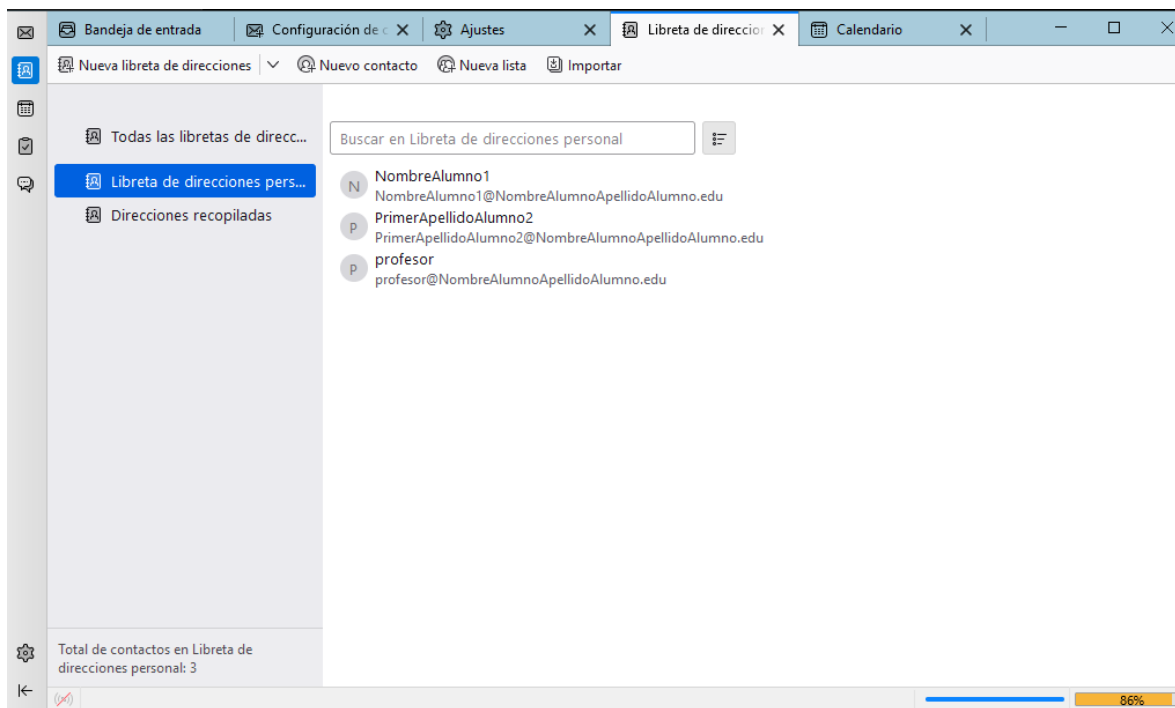 Bandeja de entrada
Configuración de c
Ajustes
Libreta de direccion
Calendario
Nueva libreta de direcciones
Nuevo contacto
Nueva lista
Importar
Todas las libretas de direcc...
Libreta de direcciones pers...
Direcciones recopiladas
Buscar en Libreta de direcciones personal
N
NombreAlumno1
NombreAlumno1@NombreAlumnoApellidoAlumno.edu
P
PrimerApellidoAlumno2
PrimerApellidoAlumno2@NombreAlumnoApellidoAlumno.edu
P
profesor
profesor@NombreAlumnoApellidoAlumno.edu
Total de contactos en Libreta de
direcciones personal: 3
86%